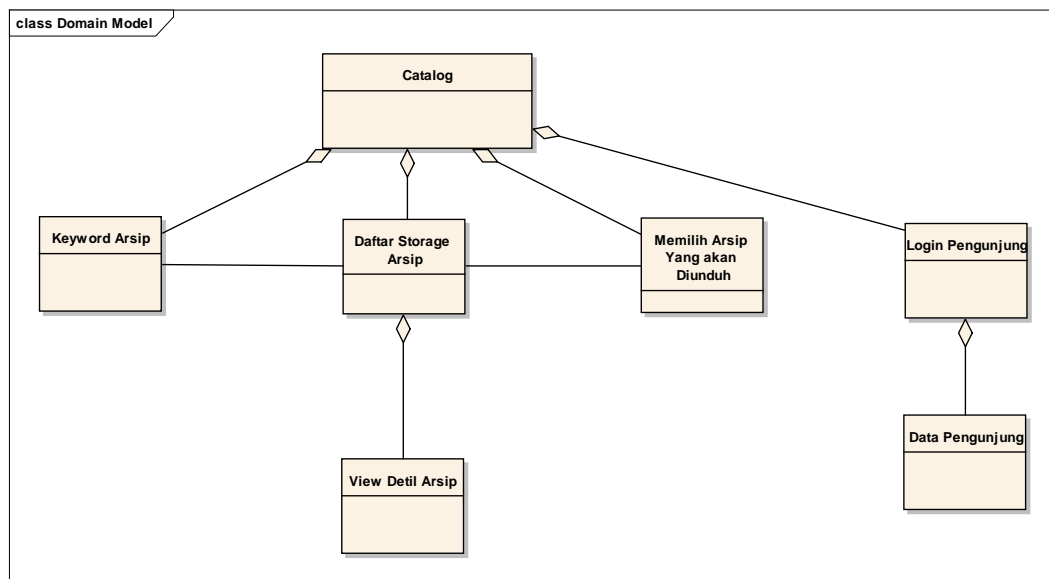 class Domain Model
Catalog
Keyword Arsip
Daftar Storage
Arsip
Memilih Arsip
Yang akan
Diunduh
Login Pengunjung
View Detil Arsip
Data Pengunjung